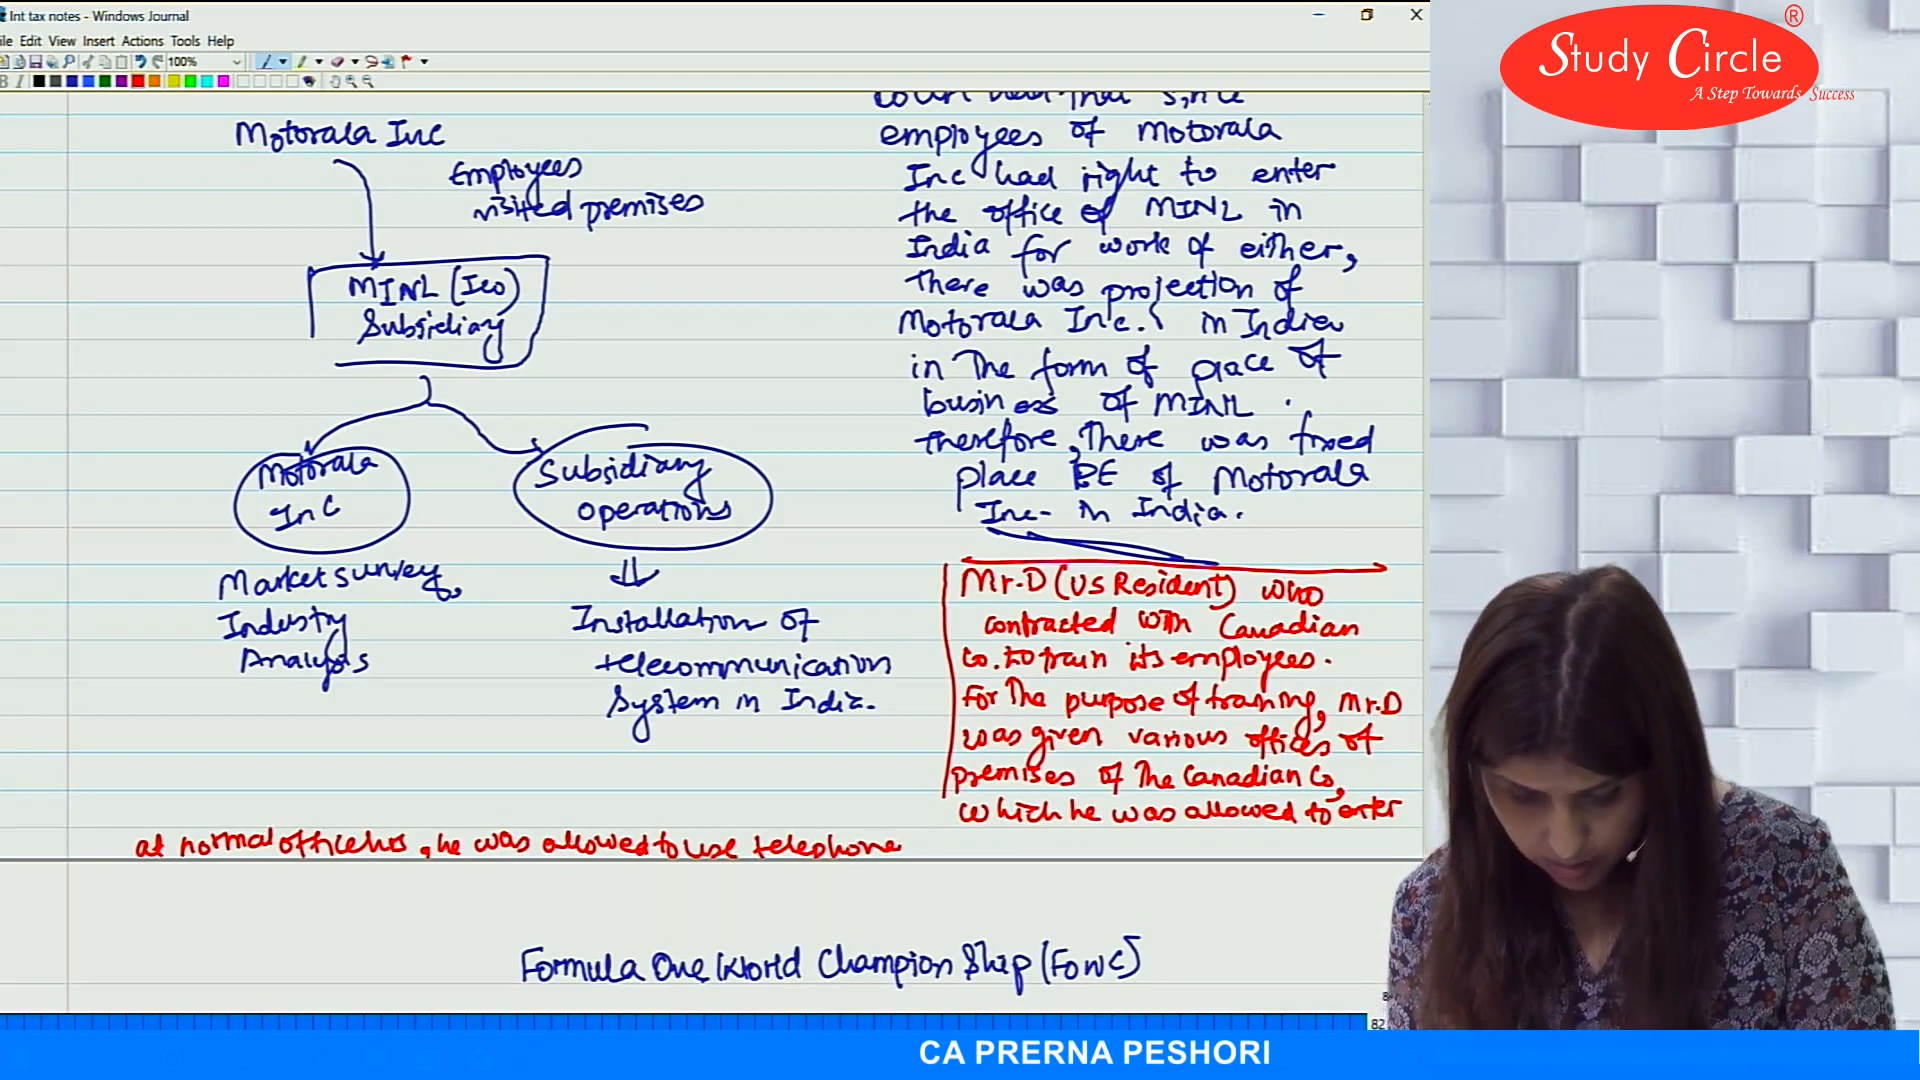 Int tax notes - Windows Journal
ile Edit View Insert Actions Tools Help
100%
B I
Study Circle ®
A Step Towards Success
Motorala Inc
Employees
visited premises
MINL (Ico)
Subsidiary
Motorala
Inc
Subsidiary
operations
Market survey,
Industry
Analysis
Installation of
telecommunication
system in India.
court held that since
employees of Motorala
Inc had right to enter
the office of MINL in
India for work of either,
there was projection of
Motorala Inc. in India
in the form of place of
business of MINL.
therefore, there was fixed
place PE of Motorala
Inc- in India.
Mr.D (US Resident) who
contracted with Canadian
Co. to train its employees.
For the purpose of training, Mr.D
was given various offices of
premises of the Canadian Co,
which he was allowed to enter
at normal office hrs, he was allowed to use telephone
Formula One World Champion Ship (FOWC)
82
CA PRERNA PESHORI